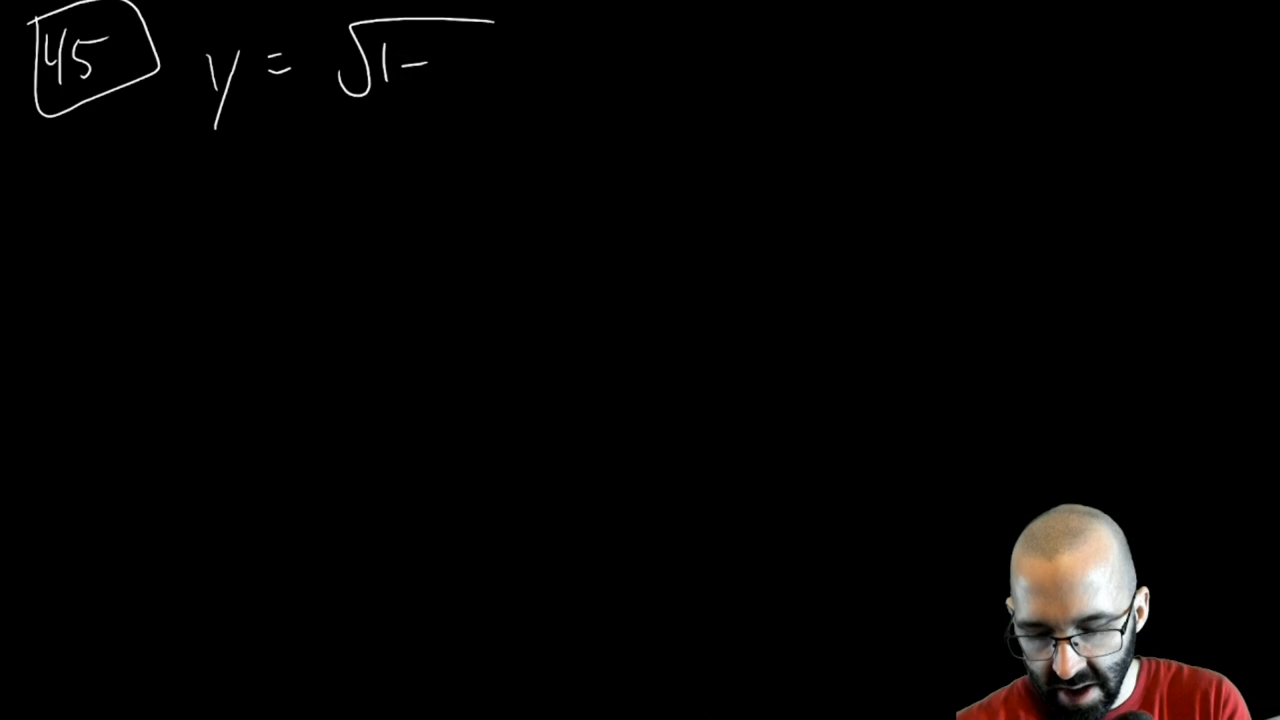 45 y = √1-